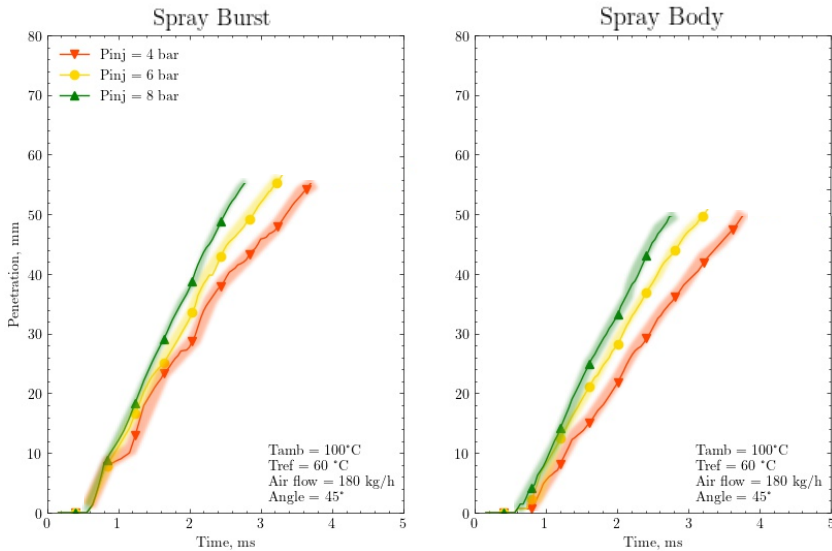 Spray Burst
Spray Body
80
70
60
50
40
30
20
10
0
Penetration, mm
Pinj = 4 bar
Pinj = 6 bar
Pinj = 8 bar
Tamb = 100°C
Tref = 60 °C
Air flow = 180 kg/h
Angle = 45°
0 1 2 3 4 5
Time, ms
80
70
60
50
40
30
20
10
0
Tamb = 100°C
Tref = 60 °C
Air flow = 180 kg/h
Angle = 45°
0 1 2 3 4 5
Time, ms